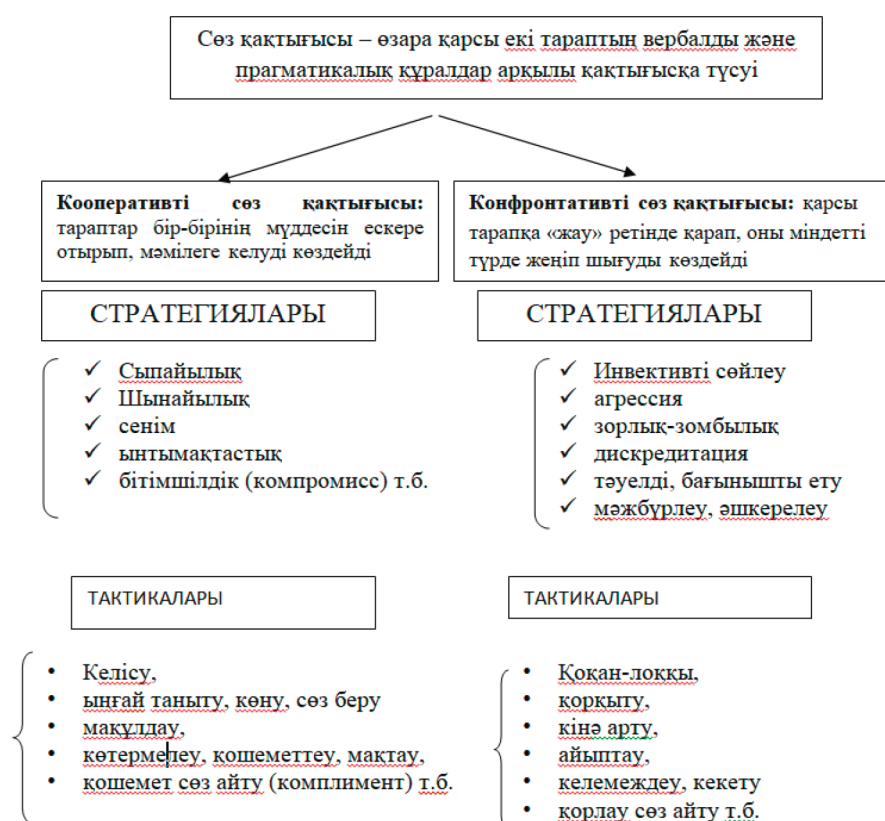 Сөз қақтығысы – өзара қарсы екі тараптың вербалды және
прагматикалық құралдар арқылы қақтығысқа түсуі
Кооперативті сөз қақтығысы:
тараптар бір-бірінің мүддесін ескере
отырып, мәмілеге келуді көздейді
Конфронтативті сөз қақтығысы: қарсы
тарапқа «жау» ретінде қарап, оны міндетті
түрде жеңіп шығуды көздейді
СТРАТЕГИЯЛАРЫ
СТРАТЕГИЯЛАРЫ
✓ Сыпайылық
✓ Шынайылық
✓ сенім
✓ ынтымақтастық
✓ бітімшілдік (компромисс) т.б.
✓ Инвективті сөйлеу
✓ агрессия
✓ зорлық-зомбылық
✓ дискредитация
✓ тәуелді, бағынышты ету
✓ мәжбүрлеу, әшкерелеу
ТАКТИКАЛАРЫ
ТАКТИКАЛАРЫ
• Келісу,
• ыңғай таныту, көну, сөз беру
• мақұлдау,
• көтермелеу, қошеметтеу, мақтау,
• қошемет сөз айту (комплимент) т.б.
• Қоқан-лоққы,
• қорқыту,
• кінә арту,
• айыптау,
• келемеждеу, кекету
• қорлау сөз айту т.б.